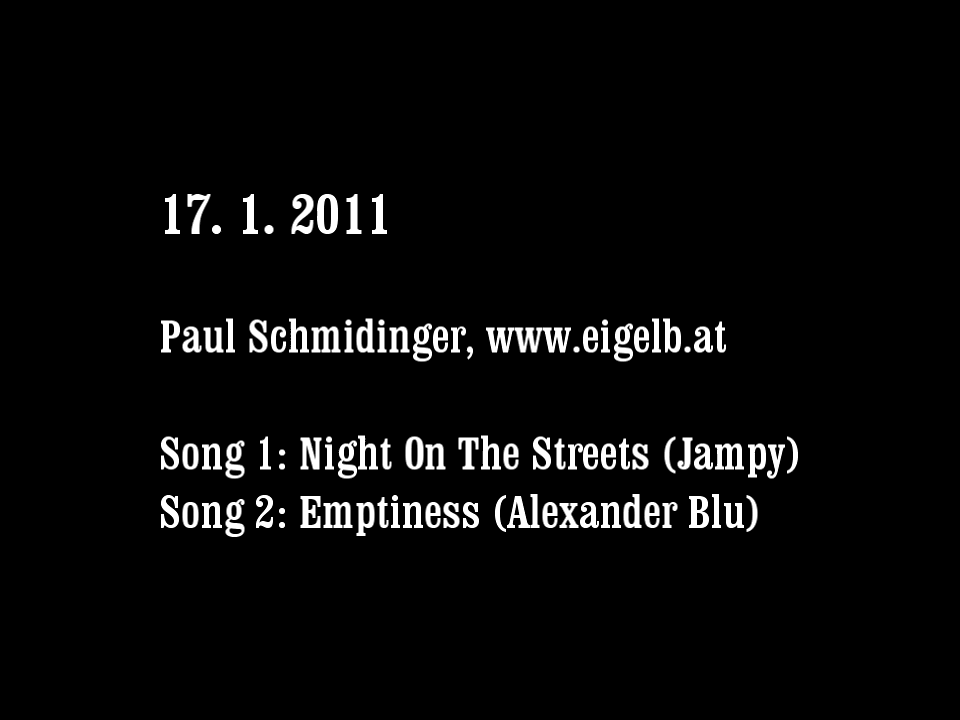 17. 1. 2011
Paul Schmidinger, www.eigelb.at
Song 1: Night On The Streets (Jampy)
Song 2: Emptiness (Alexander Blu)